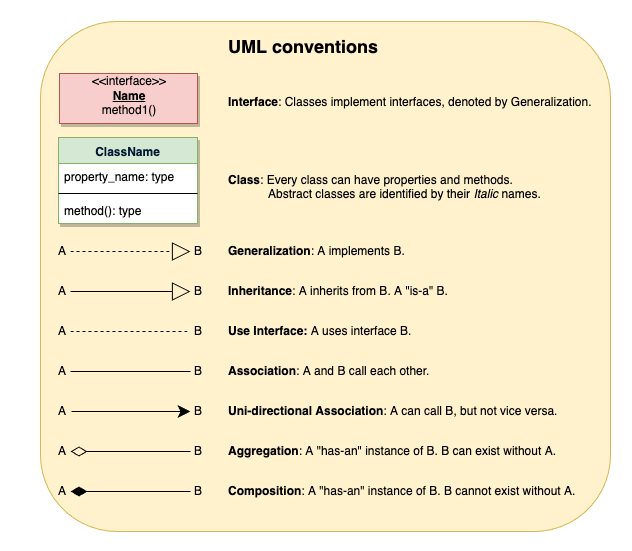 UML conventions
<<interface>>
Name
method1()
Interface: Classes implement interfaces, denoted by Generalization.
ClassName
property_name: type
method(): type
Class: Every class can have properties and methods.
Abstract classes are identified by their Italic names.
A B Generalization: A implements B.
A B Inheritance: A inherits from B. A "is-a" B.
A B Use Interface: A uses interface B.
A B Association: A and B call each other.
A B Uni-directional Association: A can call B, but not vice versa.
A B Aggregation: A "has-an" instance of B. B can exist without A.
A B Composition: A "has-an" instance of B. B cannot exist without A.